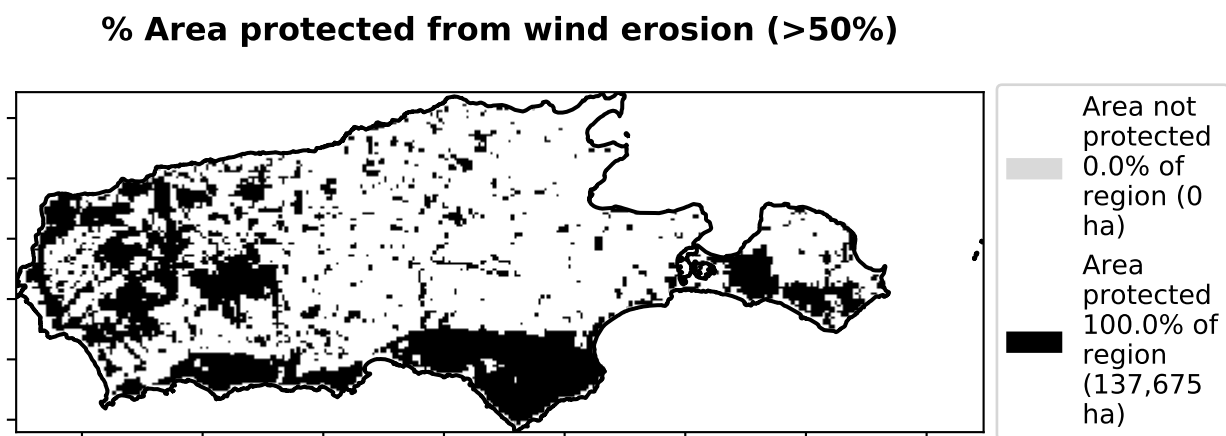 % Area protected from wind erosion (>50%)
Area not
protected
0.0% of
region (0
ha)
Area
protected
100.0% of
region
(137,675
ha)